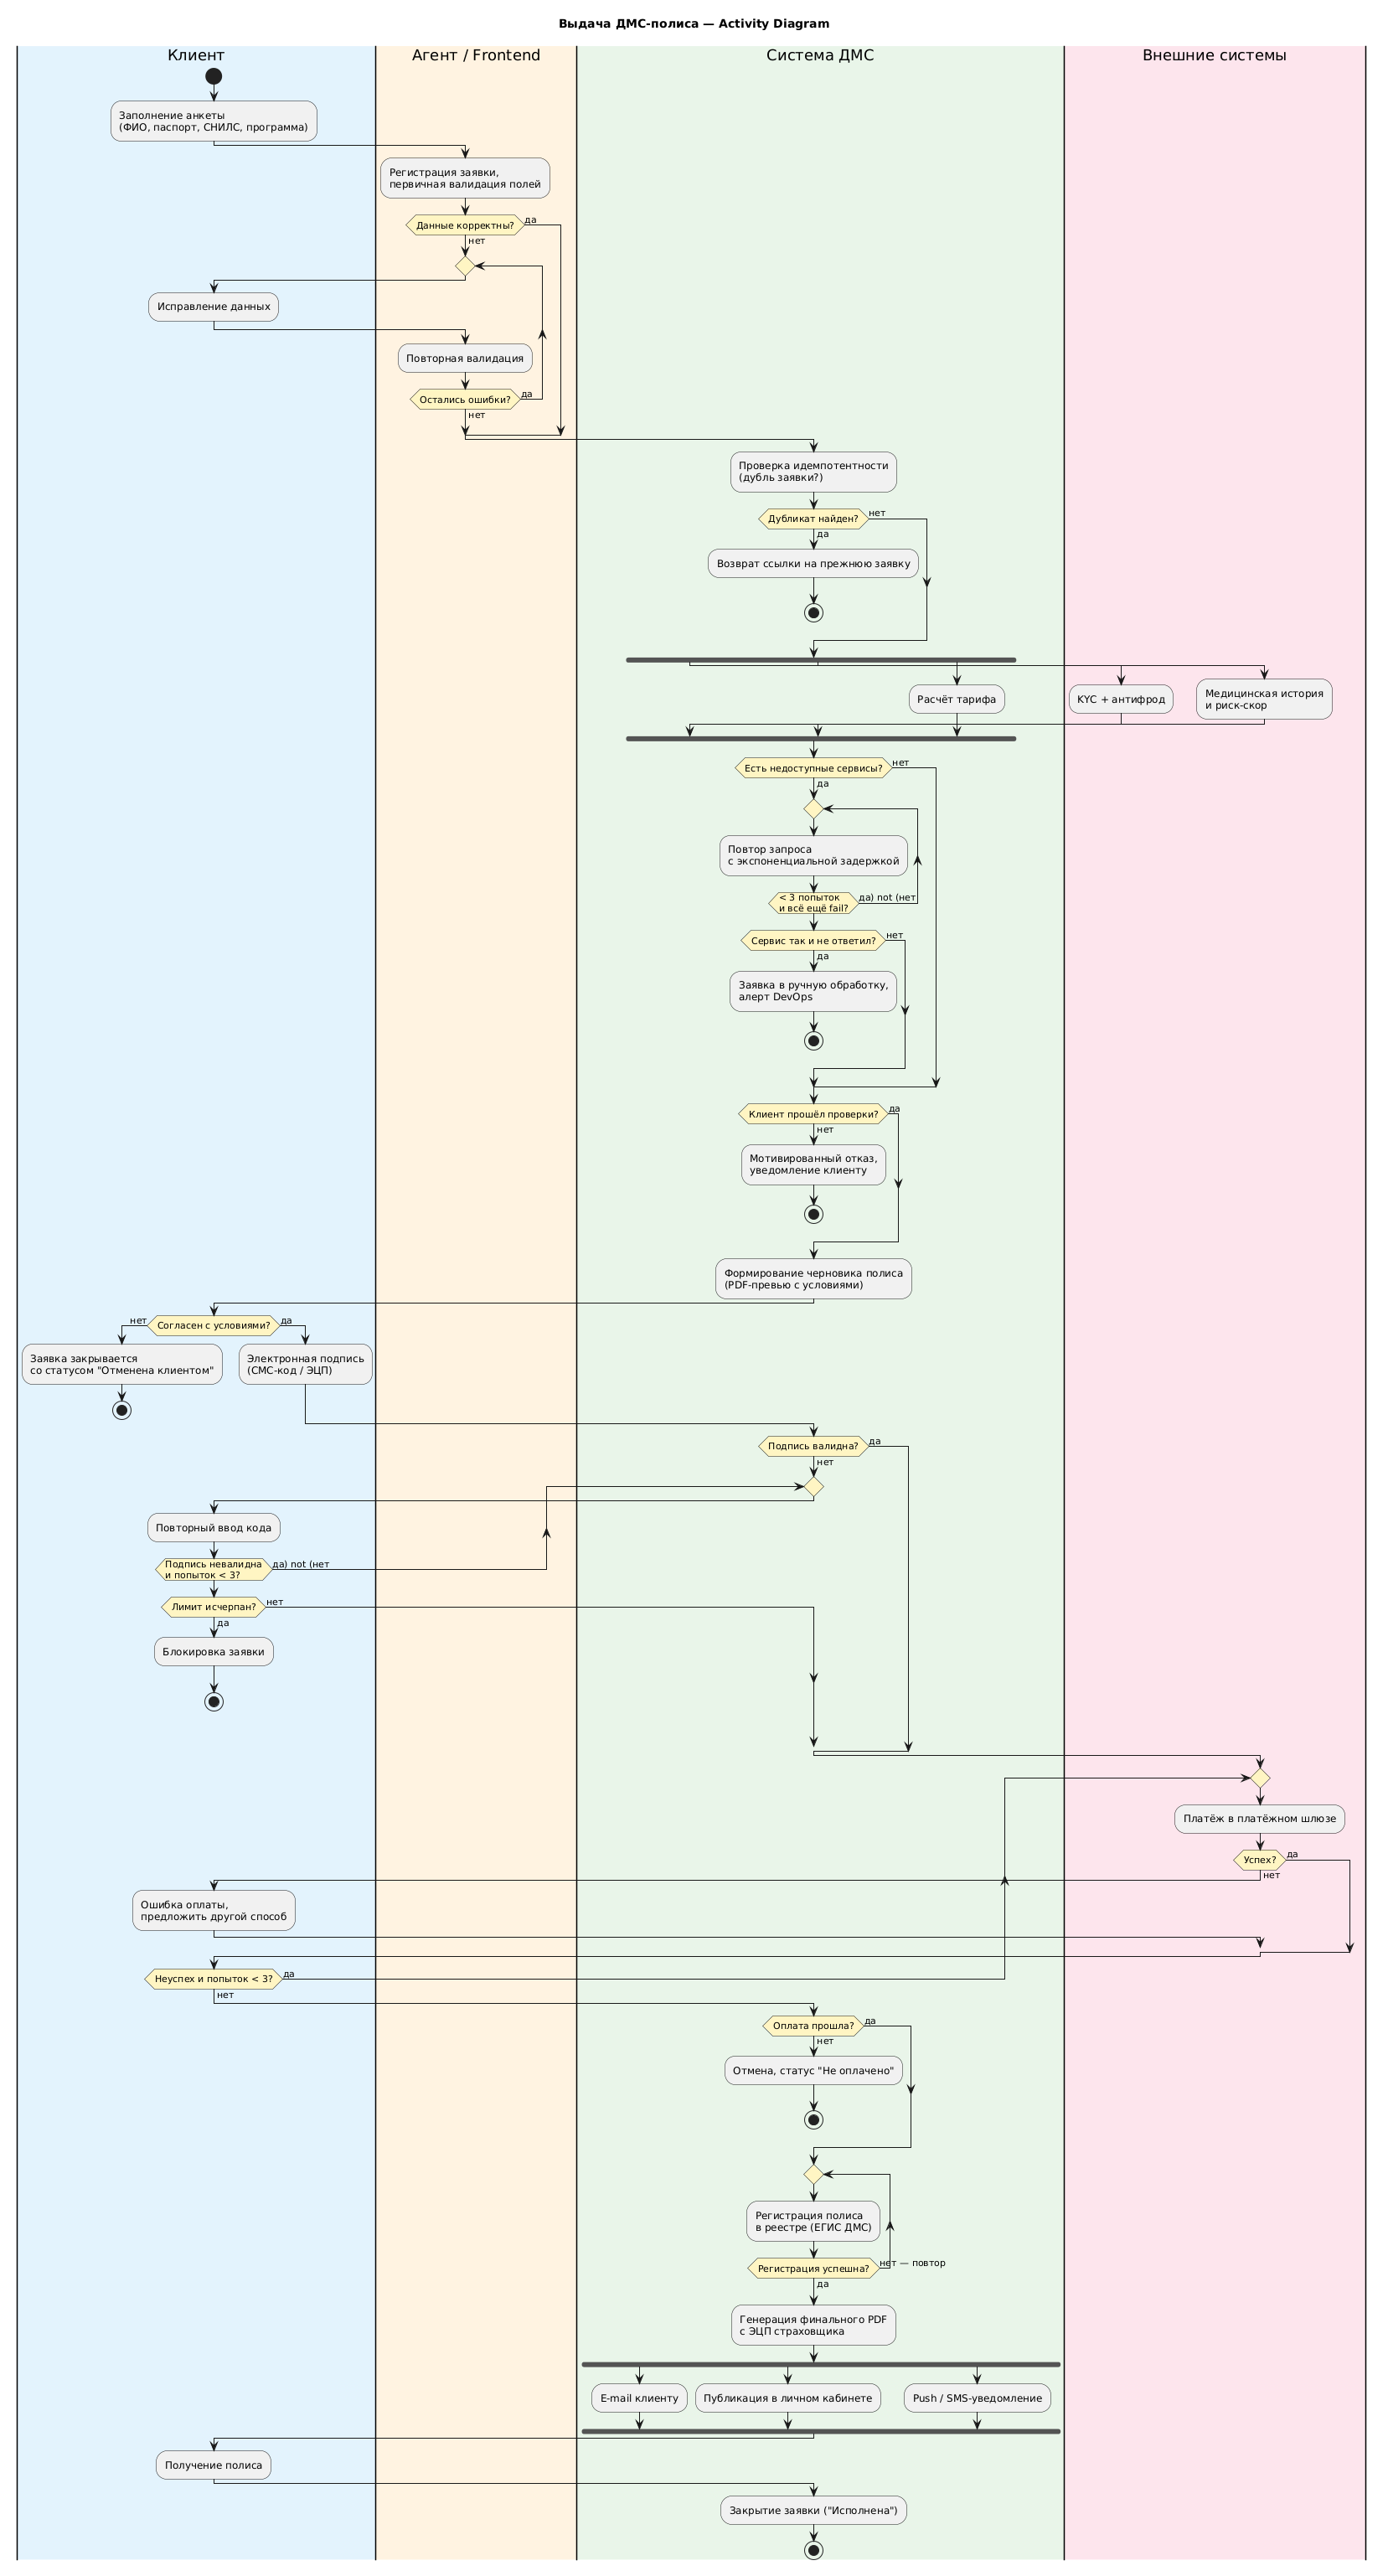 Выдача ДМС-полиса — Activity Diagram
Клиент
Агент / Frontend
Система ДМС
Внешние системы
Заполнение анкеты
(ФИО, паспорт, СНИЛС, программа)
Регистрация заявки,
первичная валидация полей
Данные корректны?
да
нет
Исправление данных
Повторная валидация
Остались ошибки?
да
нет
Проверка идемпотентности
(дубль заявки?)
Дубликат найден?
нет
да
Возврат ссылки на прежнюю заявку
Расчёт тарифа
KYC + антифрод
Медицинская история
и риск-скор
Есть недоступные сервисы?
нет
да
Повтор запроса
с экспоненциальной задержкой
< 3 попыток
и всё ещё fail?
да) not (нет
Сервис так и не ответил?
нет
да
Заявка в ручную обработку,
алерт DevOps
Клиент прошёл проверки?
да
нет
Мотивированный отказ,
уведомление клиенту
Формирование черновика полиса
(PDF-превью с условиями)
нет
Согласен с условиями?
да
Заявка закрывается
со статусом "Отменена клиентом"
Электронная подпись
(СМС-код / ЭЦП)
Подпись валидна?
да
нет
Повторный ввод кода
Подпись невалидна
и попыток < 3?
да) not (нет
Лимит исчерпан?
нет
да
Блокировка заявки
Платёж в платёжном шлюзе
Успех?
да
нет
Ошибка оплаты,
предложить другой способ
Неуспех и попыток < 3?
да
нет
Оплата прошла?
да
нет
Отмена, статус "Не оплачено"
Регистрация полиса
в реестре (ЕГИС ДМС)
Регистрация успешна?
нет — повтор
да
Генерация финального PDF
с ЭЦП страховщика
E-mail клиенту
Публикация в личном кабинете
Push / SMS-уведомление
Получение полиса
Закрытие заявки ("Исполнена")